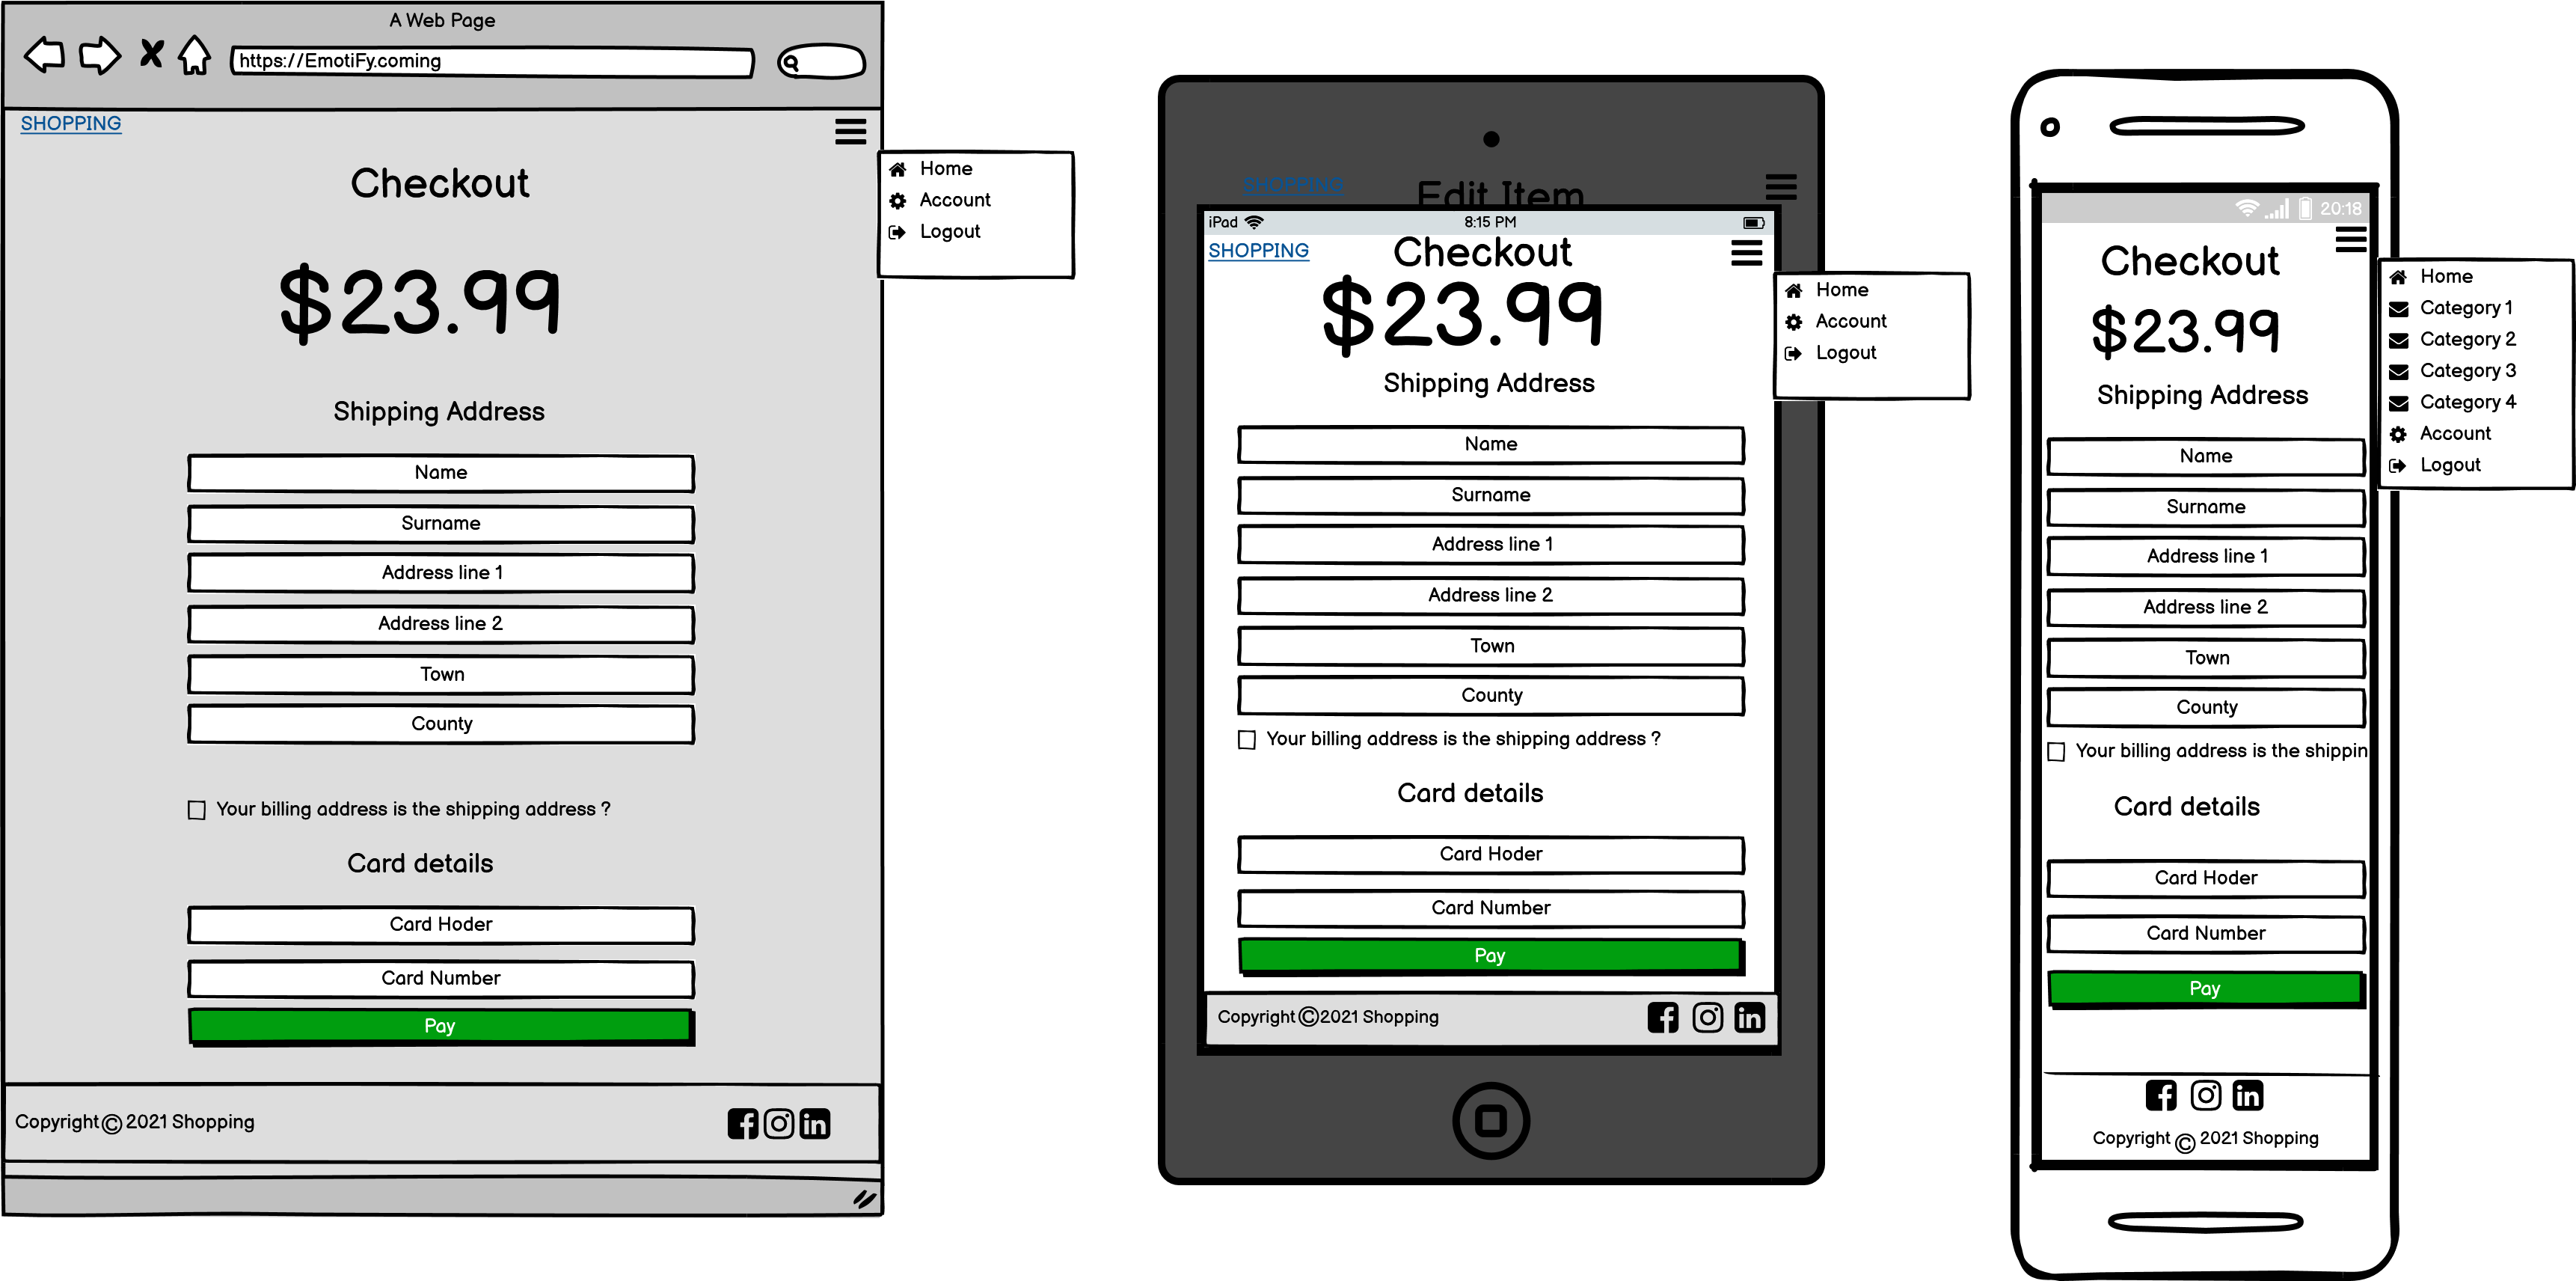 A Web Page
https://EmotiFy.coming
SHOPPING
Checkout
$23.99
Shipping Address
Name
Surname
Address line 1
Address line 2
Town
County
Your billing address is the shipping address ?
Card details
Card Hoder
Card Number
Pay
Copyright © 2021 Shopping
Home
Account
Logout
SHOPPING
Edit Item
iPad
8:15 PM
SHOPPING
Checkout
$23.99
Shipping Address
Name
Surname
Address line 1
Address line 2
Town
County
Your billing address is the shipping address ?
Card details
Card Hoder
Card Number
Pay
Copyright © 2021 Shopping
Home
Account
Logout
20:18
Checkout
$23.99
Shipping Address
Name
Surname
Address line 1
Address line 2
Town
County
Your billing address is the shippin
Card details
Card Hoder
Card Number
Pay
Copyright © 2021 Shopping
Home
Category 1
Category 2
Category 3
Category 4
Account
Logout